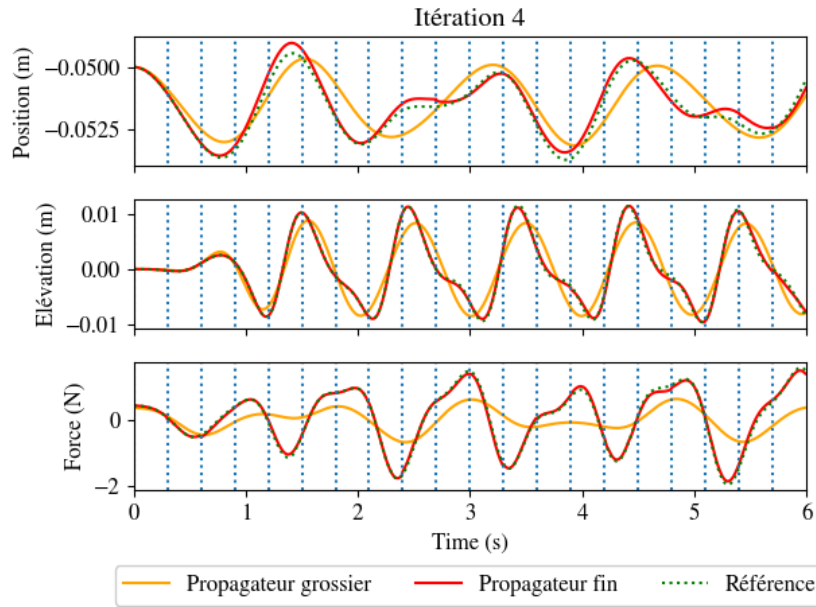 Itération 4
Position (m)
−0.0500
−0.0525
Elévation (m)
0.01
0.00
−0.01
Force (N)
0
−2
0 1 2 3 4 5 6
Time (s)
Propagateur grossier Propagateur fin Référence